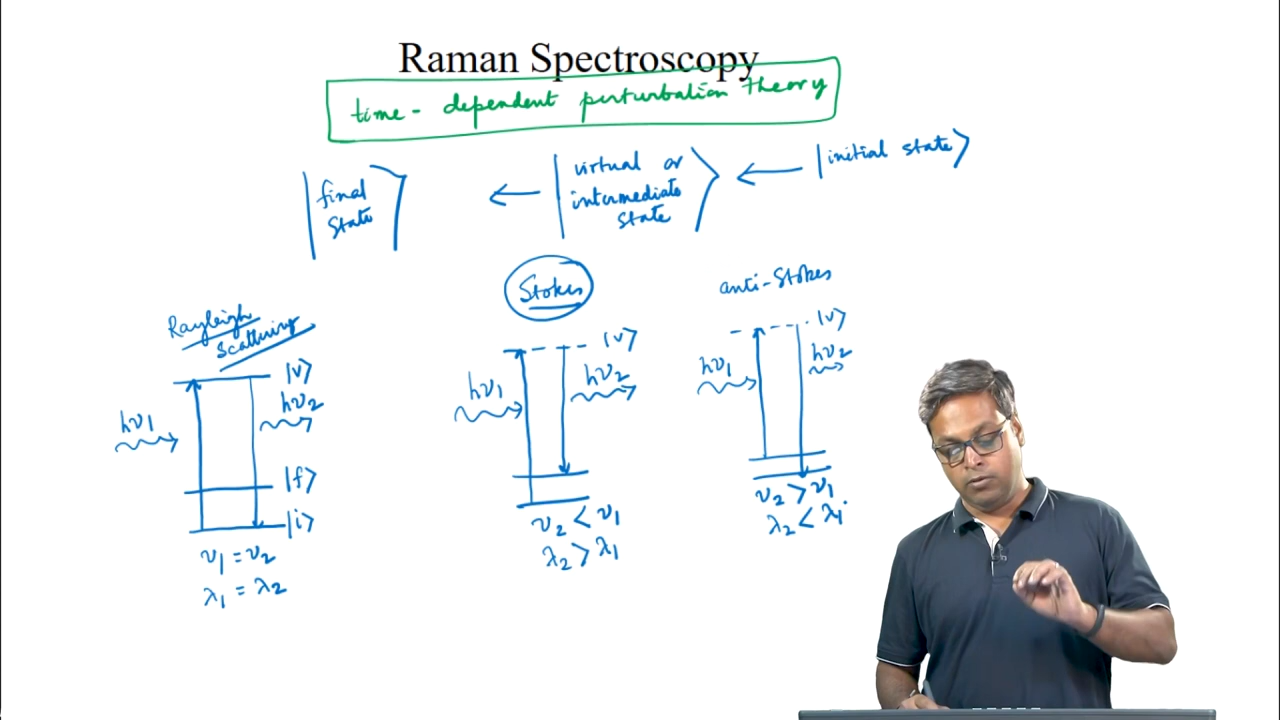 Raman Spectroscopy
time - dependent perturbation theory
|final state⟩ ← |virtual or intermediate state⟩ ← |initial state⟩
Rayleigh Scattering
Stokes
anti-Stokes
|v⟩
hν1
hν2
|f⟩
|i⟩
ν1 = ν2
λ1 = λ2
|v⟩
hν1
hν2
ν2 < ν1
λ2 > λ1
|v⟩
hν1
hν2
ν2 > ν1
λ2 < λ1